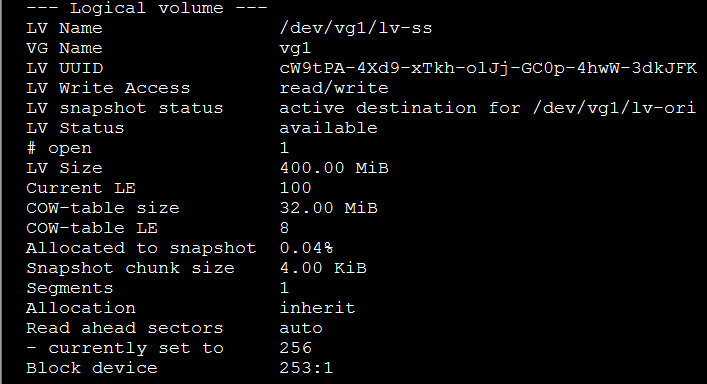 --- Logical volume ---
LV Name                /dev/vg1/lv-ss
VG Name                vg1
LV UUID                cW9tPA-4Xd9-xTkh-olJj-GC0p-4hwW-3dkJFK
LV Write Access        read/write
LV snapshot status     active destination for /dev/vg1/lv-ori
LV Status              available
# open                 1
LV Size                400.00 MiB
Current LE             100
COW-table size         32.00 MiB
COW-table LE           8
Allocated to snapshot  0.04%
Snapshot chunk size    4.00 KiB
Segments               1
Allocation             inherit
Read ahead sectors     auto
- currently set to     256
Block device           253:1